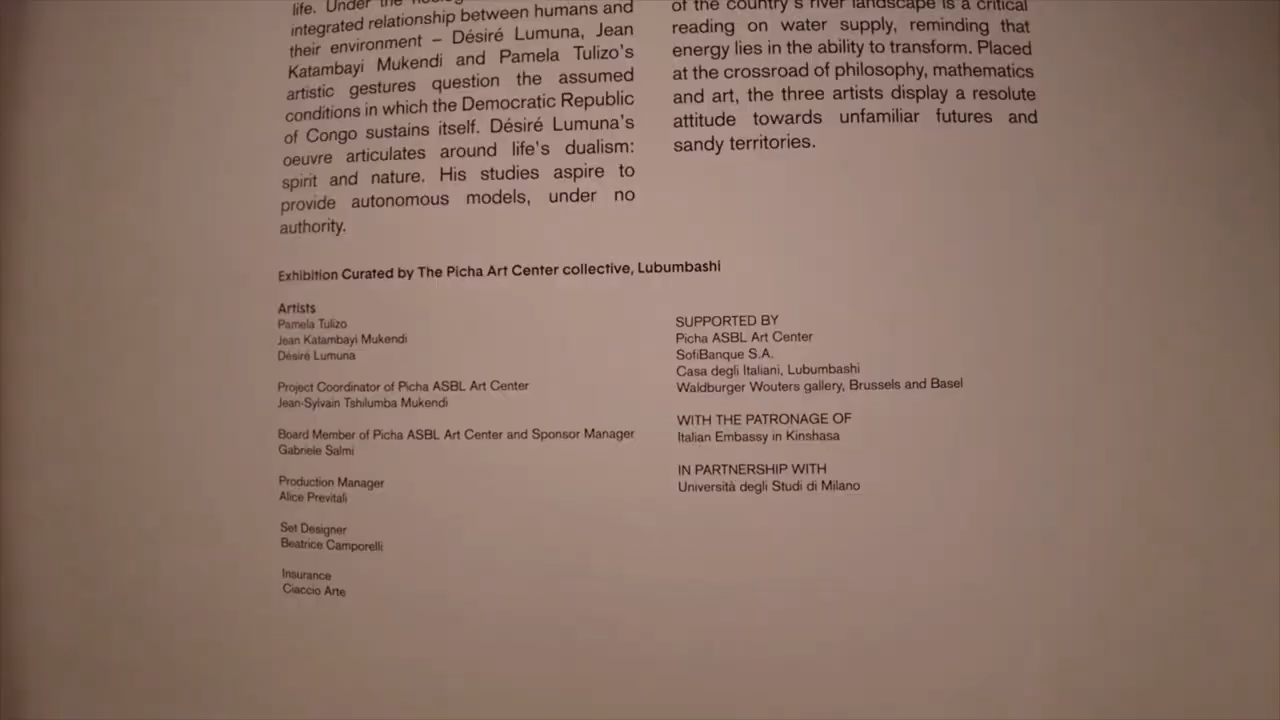 life. Under the
integrated relationship between humans and
their environment – Désiré Lumuna, Jean
Katambayi Mukendi and Pamela Tulizo's
artistic gestures question the assumed
conditions in which the Democratic Republic
of Congo sustains itself. Désiré Lumuna's
oeuvre articulates around life's dualism:
spirit and nature. His studies aspire to
provide autonomous models, under no
authority.
of the country's river landscape is a critical
reading on water supply, reminding that
energy lies in the ability to transform. Placed
at the crossroad of philosophy, mathematics
and art, the three artists display a resolute
attitude towards unfamiliar futures and
sandy territories.
Exhibition Curated by The Picha Art Center collective, Lubumbashi
Artists
Pamela Tulizo
Jean Katambayi Mukendi
Désiré Lumuna
Project Coordinator of Picha ASBL Art Center
Jean-Sylvain Tshilumba Mukendi
Board Member of Picha ASBL Art Center and Sponsor Manager
Gabriele Salmi
Production Manager
Alice Previtali
Set Designer
Beatrice Camporelli
Insurance
Ciaccio Arte
SUPPORTED BY
Picha ASBL Art Center
SofiBanque S.A.
Casa degli Italiani, Lubumbashi
Waldburger Wouters gallery, Brussels and Basel
WITH THE PATRONAGE OF
Italian Embassy in Kinshasa
IN PARTNERSHIP WITH
Università degli Studi di Milano